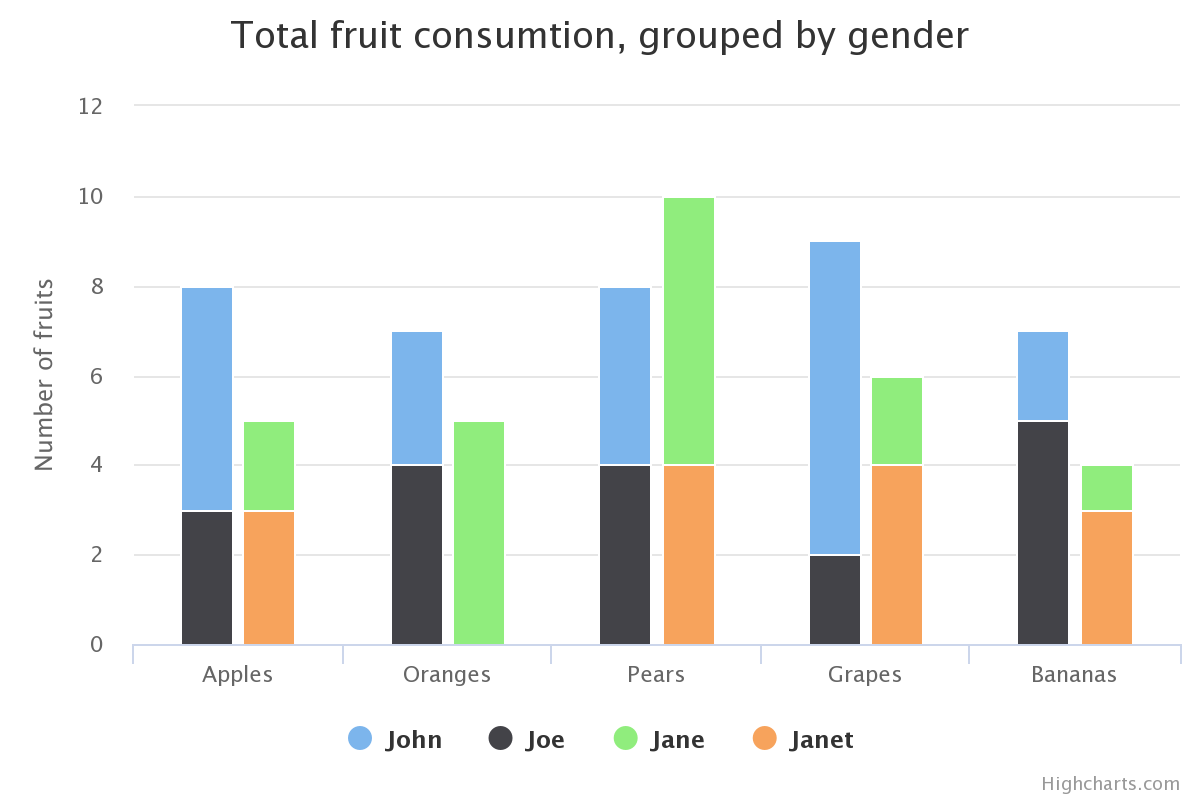 Total fruit consumtion, grouped by gender
12
10
8
6
4
2
0
Number of fruits
Apples Oranges Pears Grapes Bananas
John Joe Jane Janet
Highcharts.com